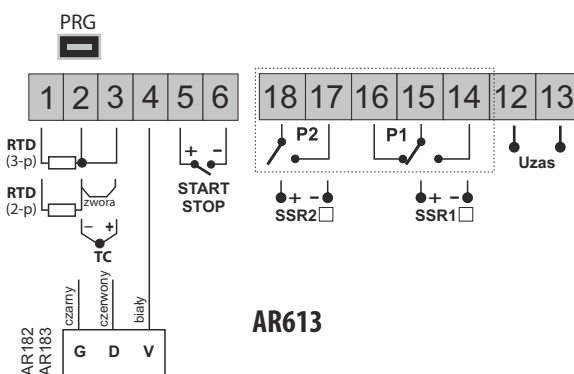 PRG
1 2 3 4 5 6 18 17 16 15 14 12 13
RTD
(3-p)
RTD
(2-p)
zwora
− +
TC
+ −
START
STOP
P2
P1
+ −
SSR2
+ −
SSR1
Uzas
czarny
czerwony
biały
AR182
AR183
G D V
AR613